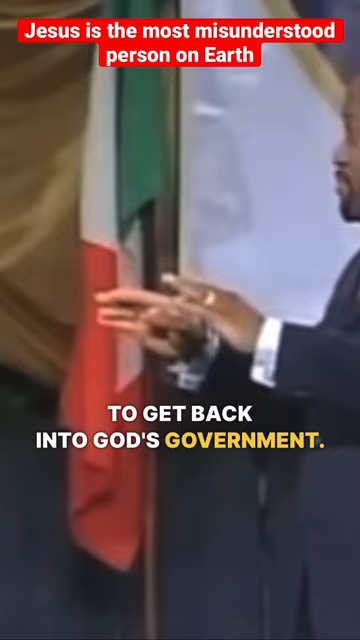 Jesus is the most misunderstood
person on Earth
TO GET BACK
INTO GOD'S GOVERNMENT.